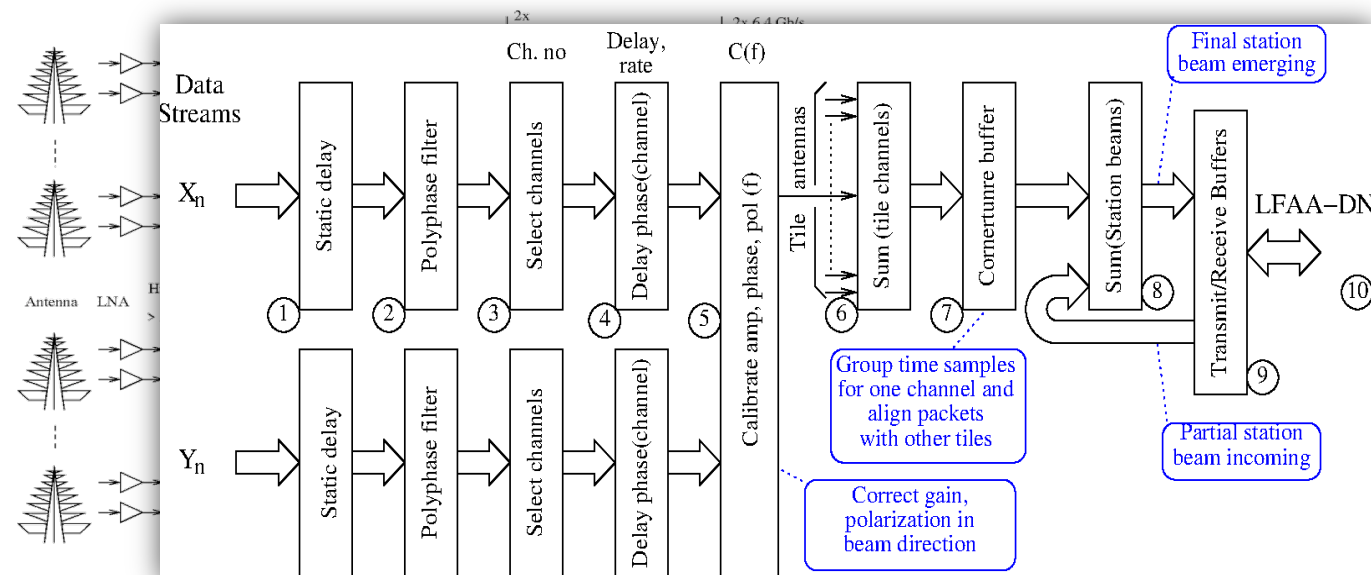 2x
2x 6.4 Gb/s
Ch. no
Delay,
rate
C(f)
Final station
beam emerging
Data
Streams
Xn
Static delay
Polyphase filter
Select channels
Delay phase(channel)
Calibrate amp, phase, pol (f)
Tile
antennas
Sum (tile channels)
Cornerturure buffer
Sum(Station beams)
Transmit/Receive Buffers
LFAA-DN
Antenna
LNA
H
>
1
2
3
4
5
6
7
8
9
10
Group time samples
for one channel and
align packets
with other tiles
Partial station
beam incoming
Yn
Static delay
Polyphase filter
Select channels
Delay phase(channel)
Correct gain,
polarization in
beam direction